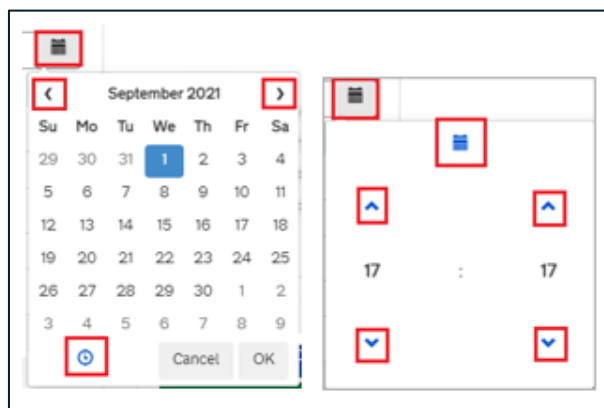 September 2021
Su Mo Tu We Th Fr Sa
29 30 31 1 2 3 4
5 6 7 8 9 10 11
12 13 14 15 16 17 18
19 20 21 22 23 24 25
26 27 28 29 30 1 2
3 4 5 6 7 8 9
Cancel OK
17 : 17